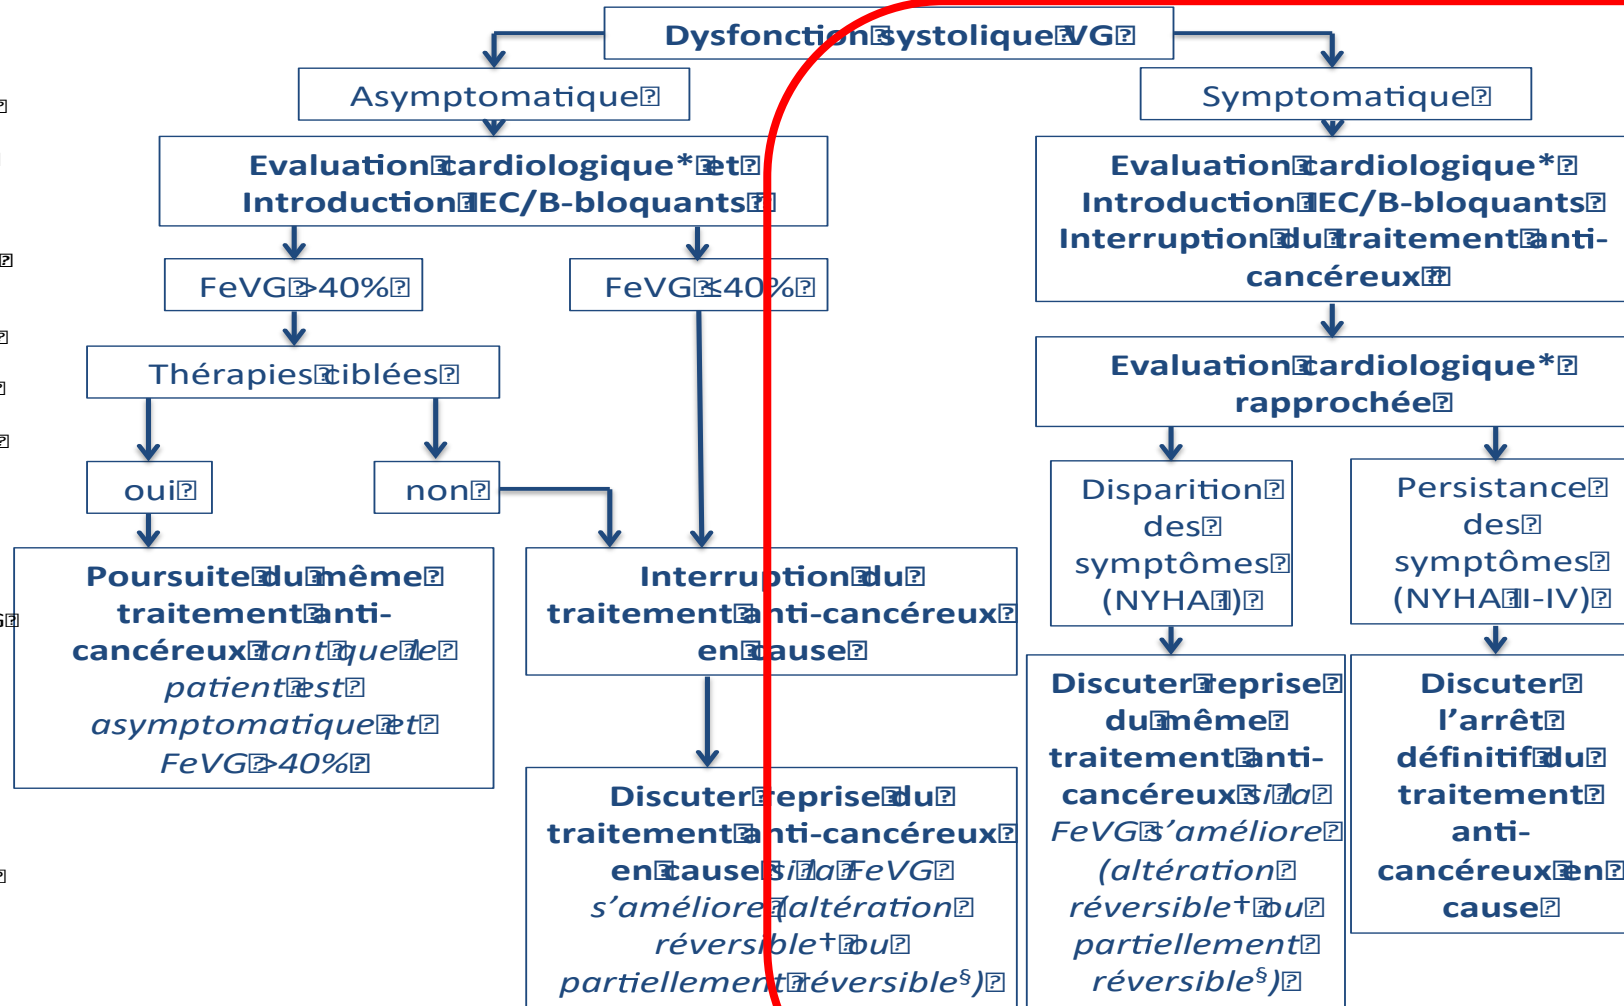 Dysfonction systolique VG
Asymptomatique
Symptomatique
Evaluation cardiologique* et
Introduction IEC/B-bloquants
Evaluation cardiologique*
Introduction IEC/B-bloquants
Interruption du traitement anti-
cancéreux
FeVG >40%
FeVG ≤40%
Thérapies ciblées
Evaluation cardiologique*
rapprochée
oui
non
Disparition
des
symptômes
(NYHA I)
Persistance
des
symptômes
(NYHA II-IV)
Poursuite du même
traitement anti-
cancéreux tant que le
patient est
asymptomatique et
FeVG >40%
Interruption du
traitement anti-cancéreux
en cause
Discuter reprise du
traitement anti-cancéreux
en cause si la FeVG
s'améliore (altération
réversible† ou
partiellement réversible§)
Discuter reprise
du même
traitement anti-
cancéreux si la
FeVG s'améliore
(altération
réversible† ou
partiellement
réversible§)
Discuter
l'arrêt
définitif du
traitement
anti-
cancéreux en
cause